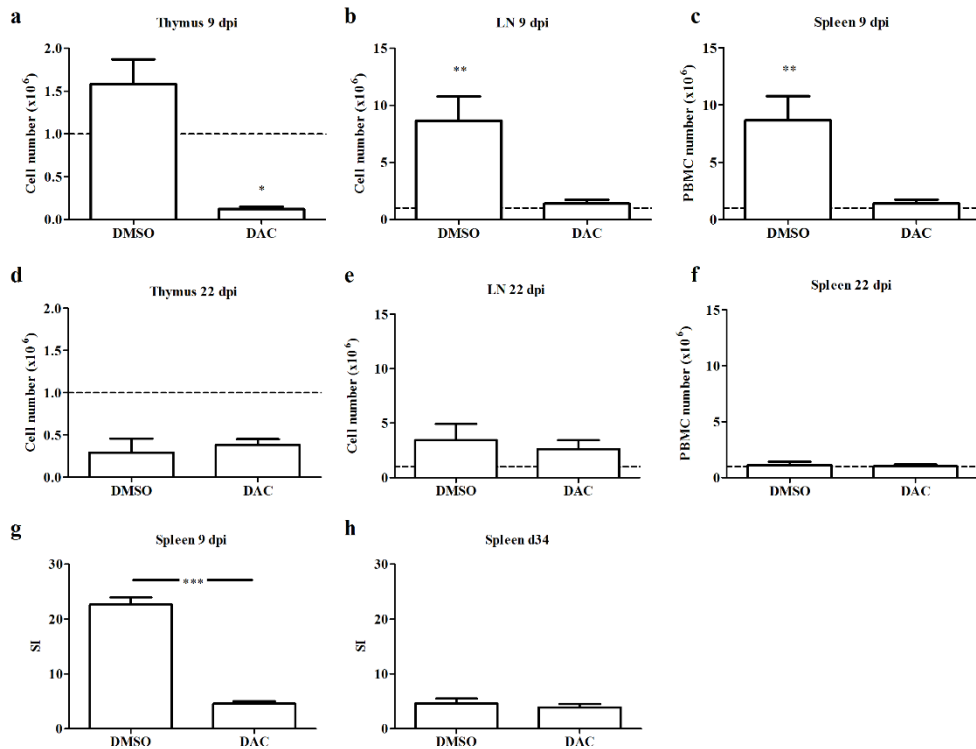 a
Thymus 9 dpi
Cell number (x10⁶)
2.0
1.5
1.0
0.5
0.0
*
DMSO
DAC
b
LN 9 dpi
Cell number (x10⁶)
15
10
5
0
**
DMSO
DAC
c
Spleen 9 dpi
PBMC number (x10⁶)
15
10
5
0
**
DMSO
DAC
d
Thymus 22 dpi
Cell number (x10⁶)
2.0
1.5
1.0
0.5
0.0
DMSO
DAC
e
LN 22 dpi
Cell number (x10⁶)
15
10
5
0
DMSO
DAC
f
Spleen 22 dpi
PBMC number (x10⁶)
15
10
5
0
DMSO
DAC
g
Spleen 9 dpi
SI
30
20
10
0
***
DMSO
DAC
h
Spleen d34
SI
30
20
10
0
DMSO
DAC